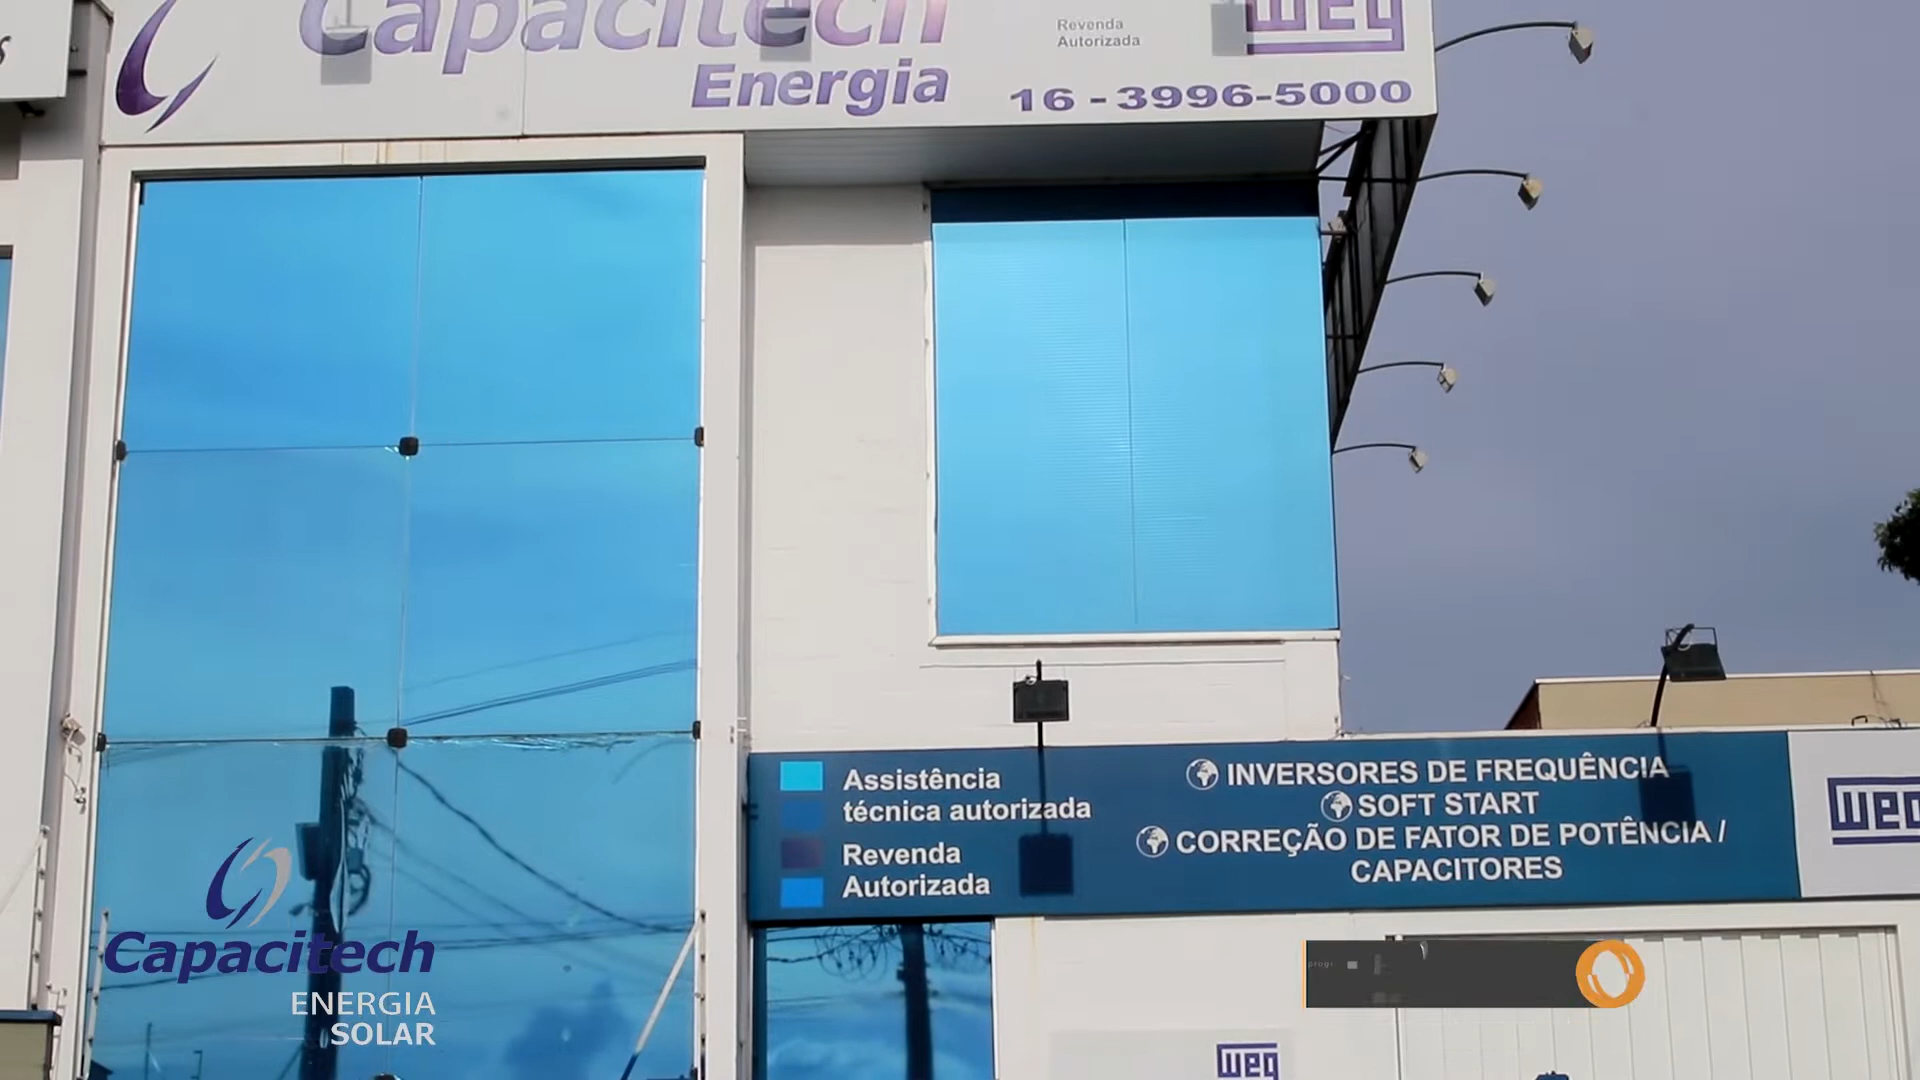 Capacitech
Energia
Revenda
Autorizada
WEG
16 - 3996-5000
Assistência
técnica autorizada
Revenda
Autorizada
INVERSORES DE FREQUÊNCIA
SOFT START
CORREÇÃO DE FATOR DE POTÊNCIA /
CAPACITORES
weg
Capacitech
ENERGIA
SOLAR
weg